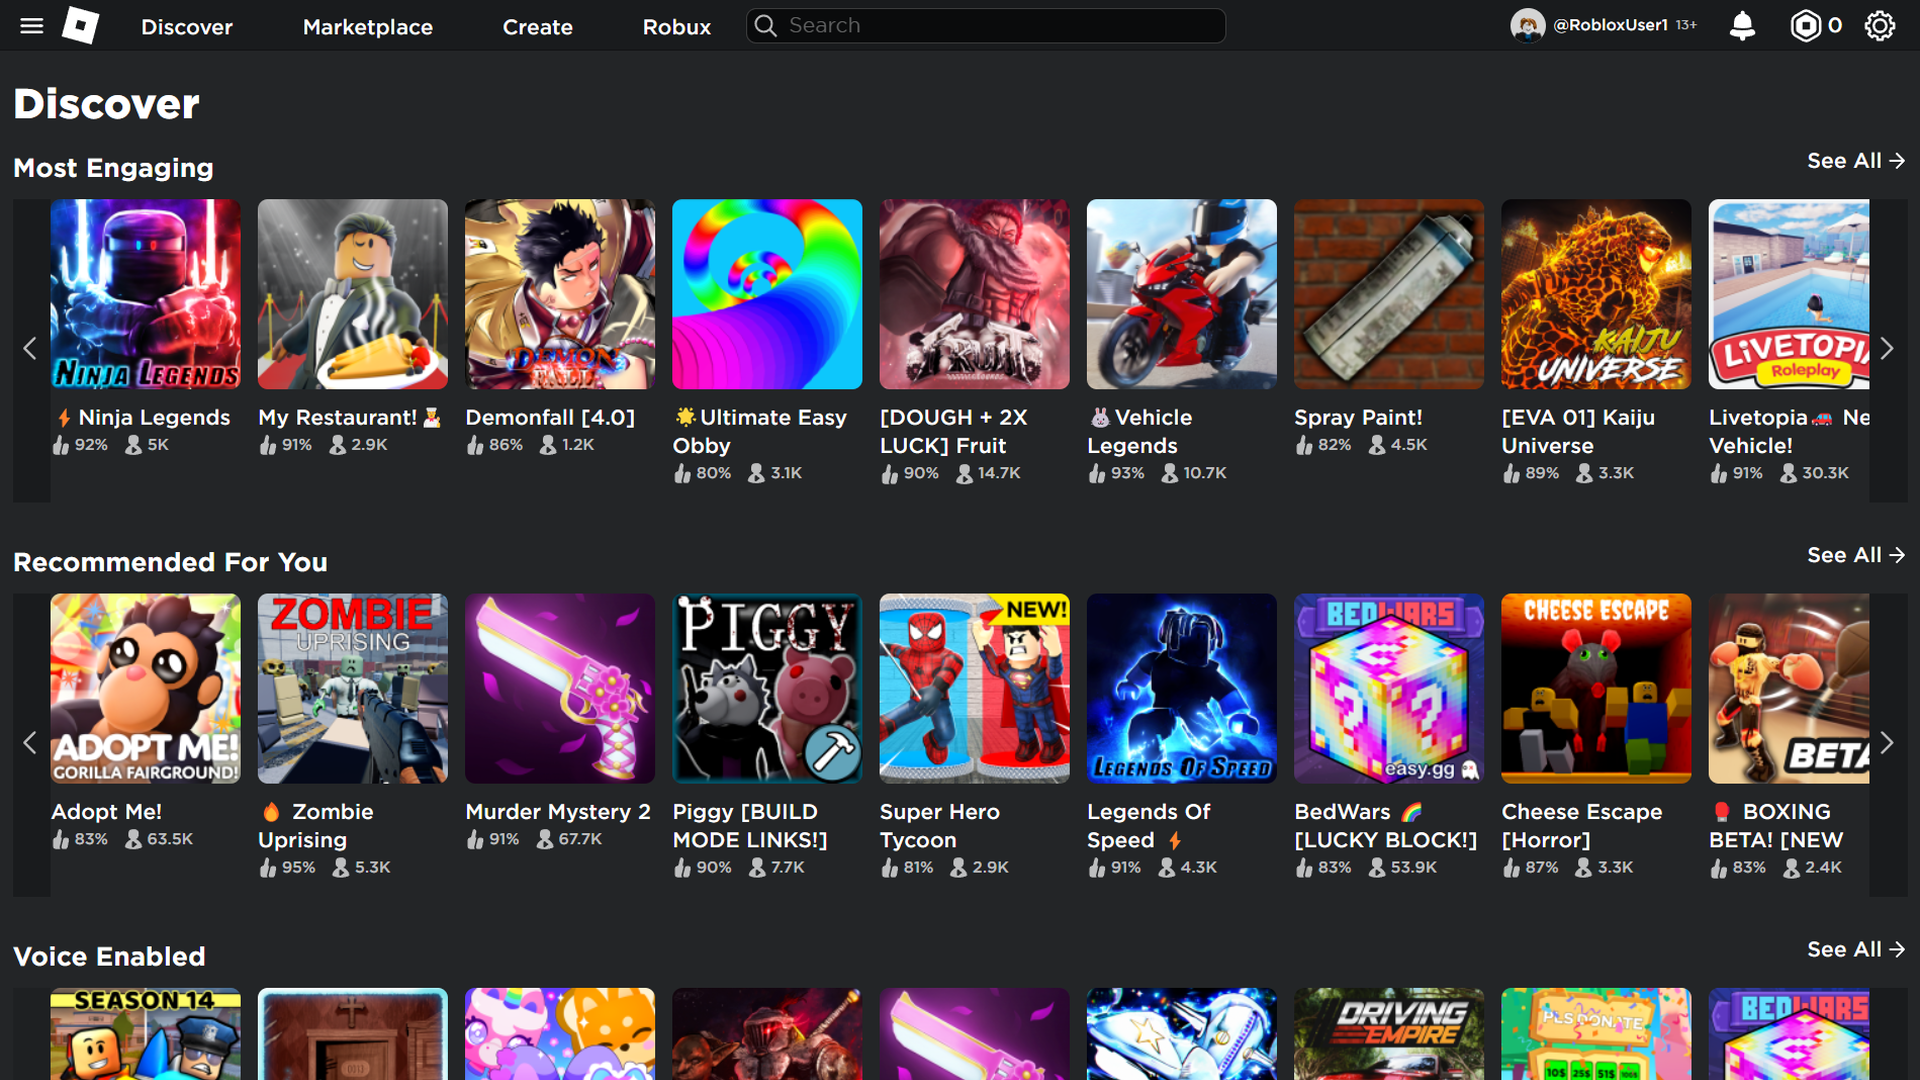 Discover
Marketplace
Create
Robux
Search
@RobloxUser1 13+
0
Discover
Most Engaging
See All →
NINJA LEGENDS
KAIJU
UNIVERSE
LIVETOPIA
Roleplay
DEMON
FRUIT
⚡ Ninja Legends
92% 5K
My Restaurant!👨‍🍳
91% 2.9K
Demonfall [4.0]
86% 1.2K
🌟Ultimate Easy
Obby
80% 3.1K
[DOUGH + 2X
LUCK] Fruit
90% 14.7K
🐰Vehicle
Legends
93% 10.7K
Spray Paint!
82% 4.5K
[EVA 01] Kaiju
Universe
89% 3.3K
Livetopia🚗 Ne
Vehicle!
91% 30.3K
Recommended For You
See All →
ADOPT ME!
GORILLA FAIRGROUND!
ZOMBIE
UPRISING
PIGGY
NEW!
LEGENDS OF SPEED
BEDWARS
easy.gg
CHEESE ESCAPE
BETA
Adopt Me!
83% 63.5K
🔥 Zombie
Uprising
95% 5.3K
Murder Mystery 2
91% 67.7K
Piggy [BUILD
MODE LINKS!]
90% 7.7K
Super Hero
Tycoon
81% 2.9K
Legends Of
Speed ⚡
91% 4.3K
BedWars 🌈
[LUCKY BLOCK!]
83% 53.9K
Cheese Escape
[Horror]
87% 3.3K
🥊 BOXING
BETA! [NEW
83% 2.4K
Voice Enabled
See All →
SEASON 14
DRIVING
EMPIRE
PLS DONATE
10$ 25$ 51$ 100$
BEDWARS